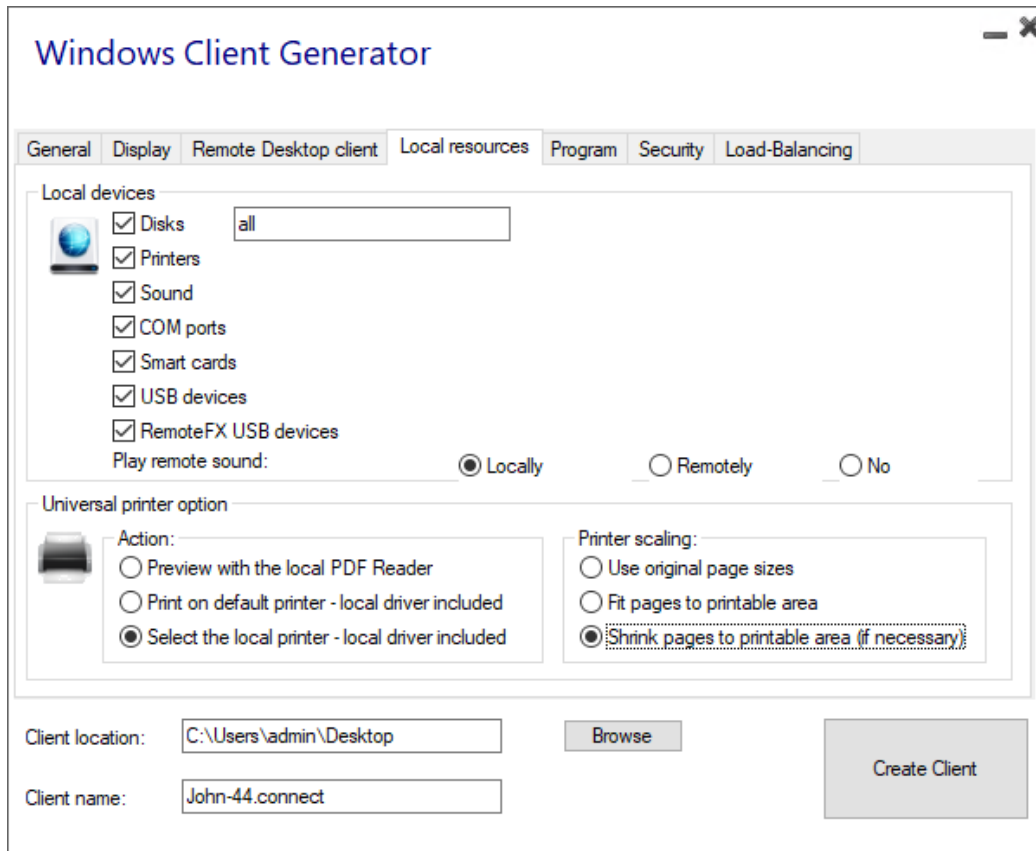 Windows Client Generator
General Display Remote Desktop client Local resources Program Security Load-Balancing
Local devices
Disks all
Printers
Sound
COM ports
Smart cards
USB devices
RemoteFX USB devices
Play remote sound: Locally Remotely No
Universal printer option
Action:
Preview with the local PDF Reader
Print on default printer - local driver included
Select the local printer - local driver included
Printer scaling:
Use original page sizes
Fit pages to printable area
Shrink pages to printable area (if necessary)
Client location: C:\Users\admin\Desktop Browse
Create Client
Client name: John-44.connect